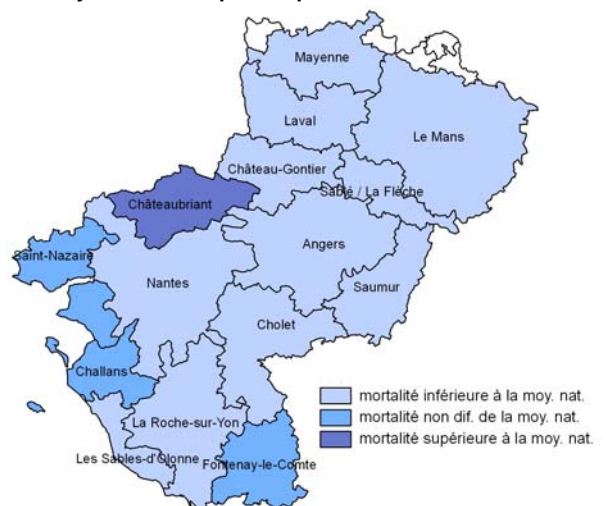 Mayenne
Laval
Le Mans
Château-Gontier
Sablé / La Flèche
Châteaubriant
Angers
Saint-Nazaire
Nantes
Saumur
Cholet
Challans
mortalité inférieure à la moy. nat.
mortalité non dif. de la moy. nat.
mortalité supérieure à la moy. nat.
La Roche-sur-Yon
Les Sables-d'Olonne
Fontenay-le-Comte